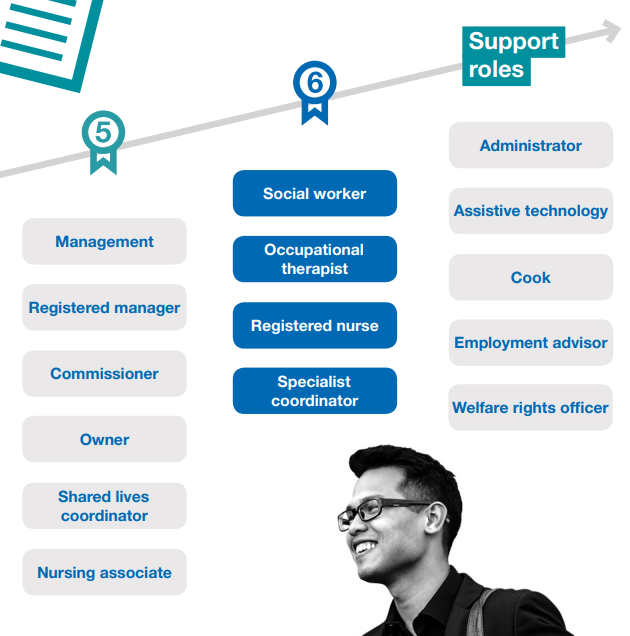 5
Management
Registered manager
Commissioner
Owner
Shared lives
coordinator
Nursing associate
6
Social worker
Occupational
therapist
Registered nurse
Specialist
coordinator
Support
roles
Administrator
Assistive technology
Cook
Employment advisor
Welfare rights officer